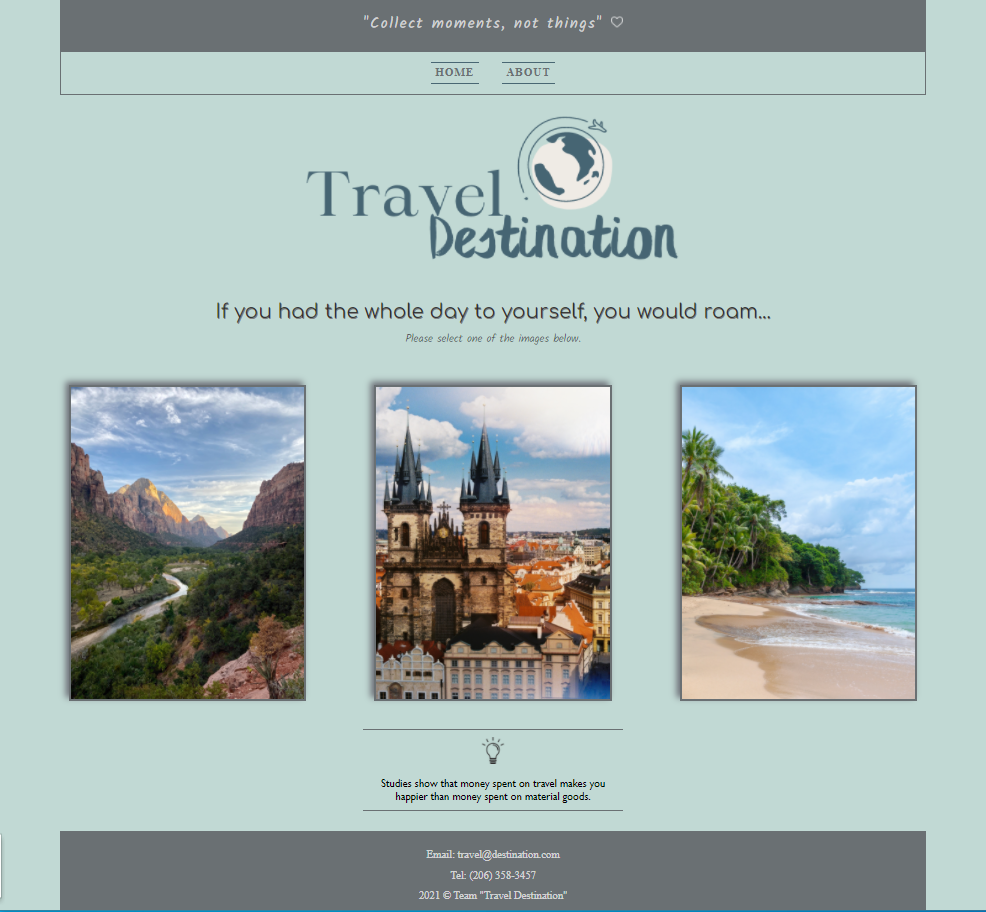 "Collect moments, not things" ♡
HOME ABOUT
Travel
Destination
If you had the whole day to yourself, you would roam...
Please select one of the images below.
Studies show that money spent on travel makes you
happier than money spent on material goods.
Email: travel@destination.com
Tel: (206) 358-3457
2021 © Team "Travel Destination"